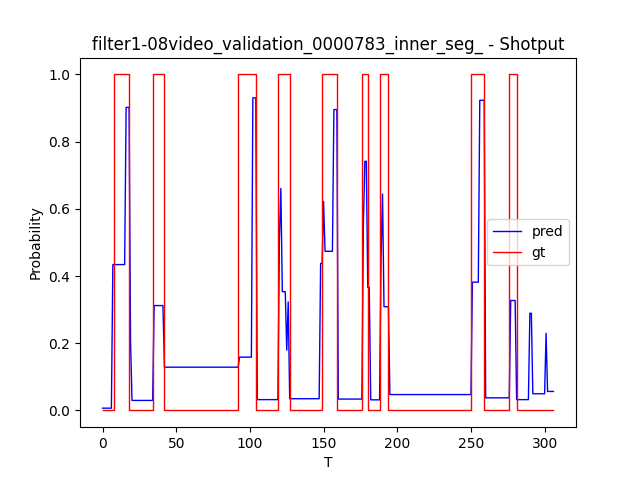 filter1-08video_validation_0000783_inner_seg_ - Shotput
1.0
0.8
0.6
0.4
0.2
0.0
Probability
pred
gt
0 50 100 150 200 250 300
T